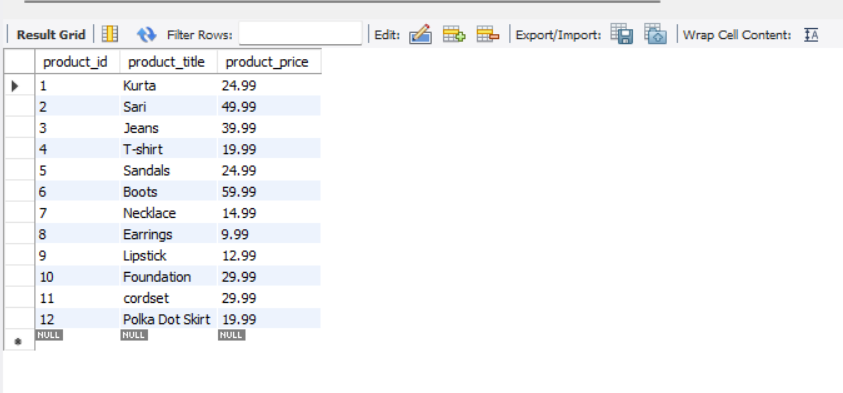 Result Grid Filter Rows: Edit: Export/Import: Wrap Cell Content: IA
product_id product_title product_price
1 Kurta 24.99
2 Sari 49.99
3 Jeans 39.99
4 T-shirt 19.99
5 Sandals 24.99
6 Boots 59.99
7 Necklace 14.99
8 Earrings 9.99
9 Lipstick 12.99
10 Foundation 29.99
11 cordset 29.99
12 Polka Dot Skirt 19.99
NULL NULL NULL